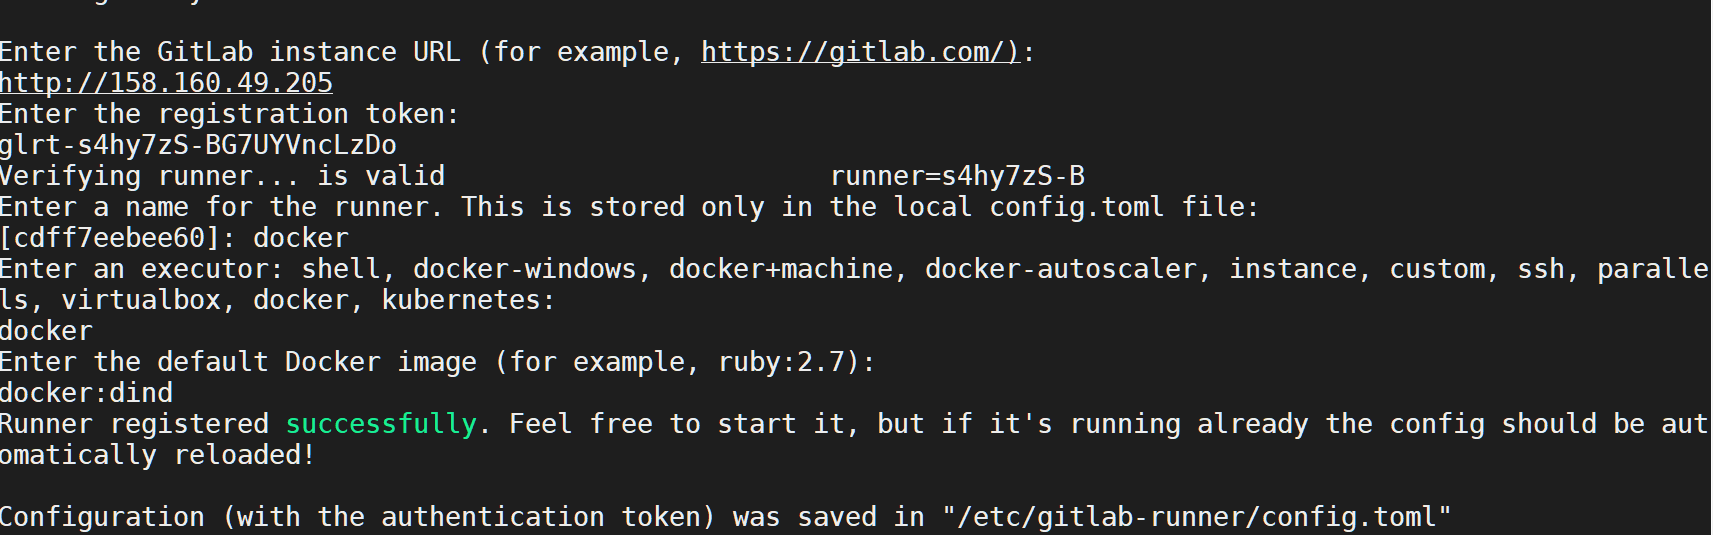 Enter the GitLab instance URL (for example, https://gitlab.com/):
http://158.160.49.205
Enter the registration token:
glrt-s4hy7zS-BG7UYVncLzDo
Verifying runner... is valid                        runner=s4hy7zS-B
Enter a name for the runner. This is stored only in the local config.toml file:
[cdff7eebee60]: docker
Enter an executor: shell, docker-windows, docker+machine, docker-autoscaler, instance, custom, ssh, paralle
ls, virtualbox, docker, kubernetes:
docker
Enter the default Docker image (for example, ruby:2.7):
docker:dind
Runner registered successfully. Feel free to start it, but if it's running already the config should be aut
omatically reloaded!
Configuration (with the authentication token) was saved in "/etc/gitlab-runner/config.toml"